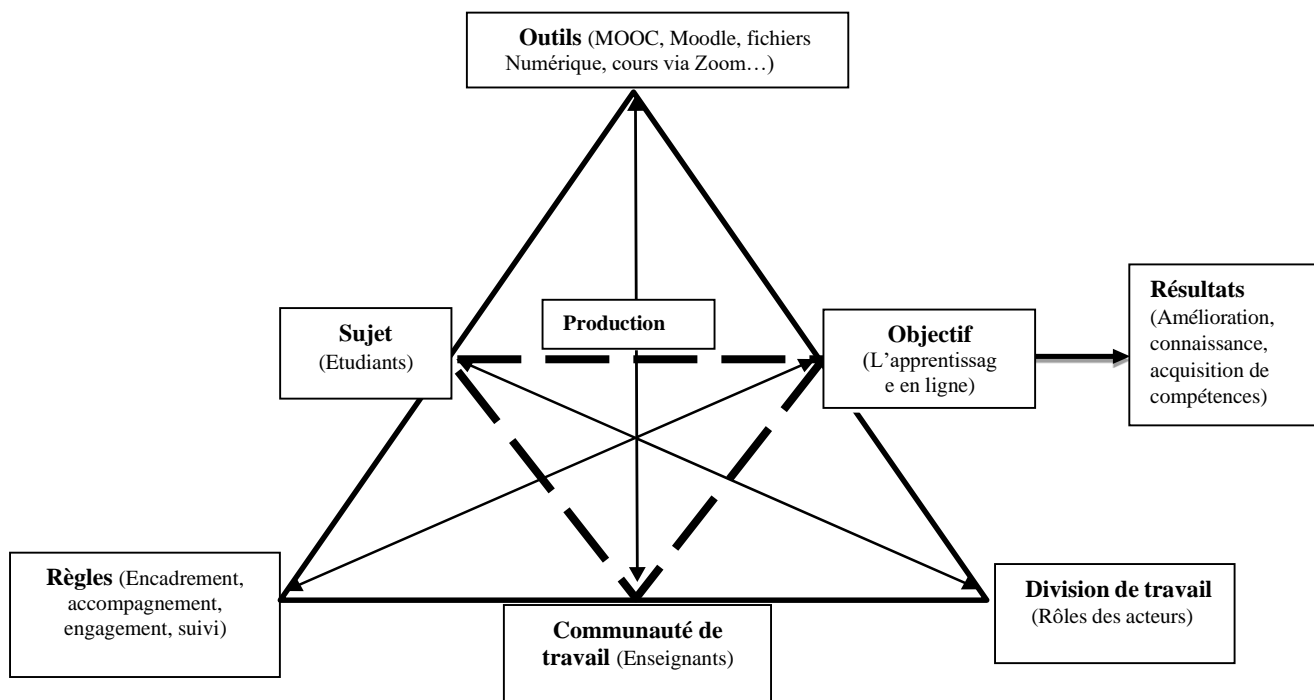 Outils (MOOC, Moodle, fichiers
Numérique, cours via Zoom…)
Sujet
(Etudiants)
Production
Objectif
(L’apprentissag
e en ligne)
Résultats
(Amélioration,
connaissance,
acquisition de
compétences)
Règles (Encadrement,
accompagnement,
engagement, suivi)
Communauté de
travail (Enseignants)
Division de travail
(Rôles des acteurs)